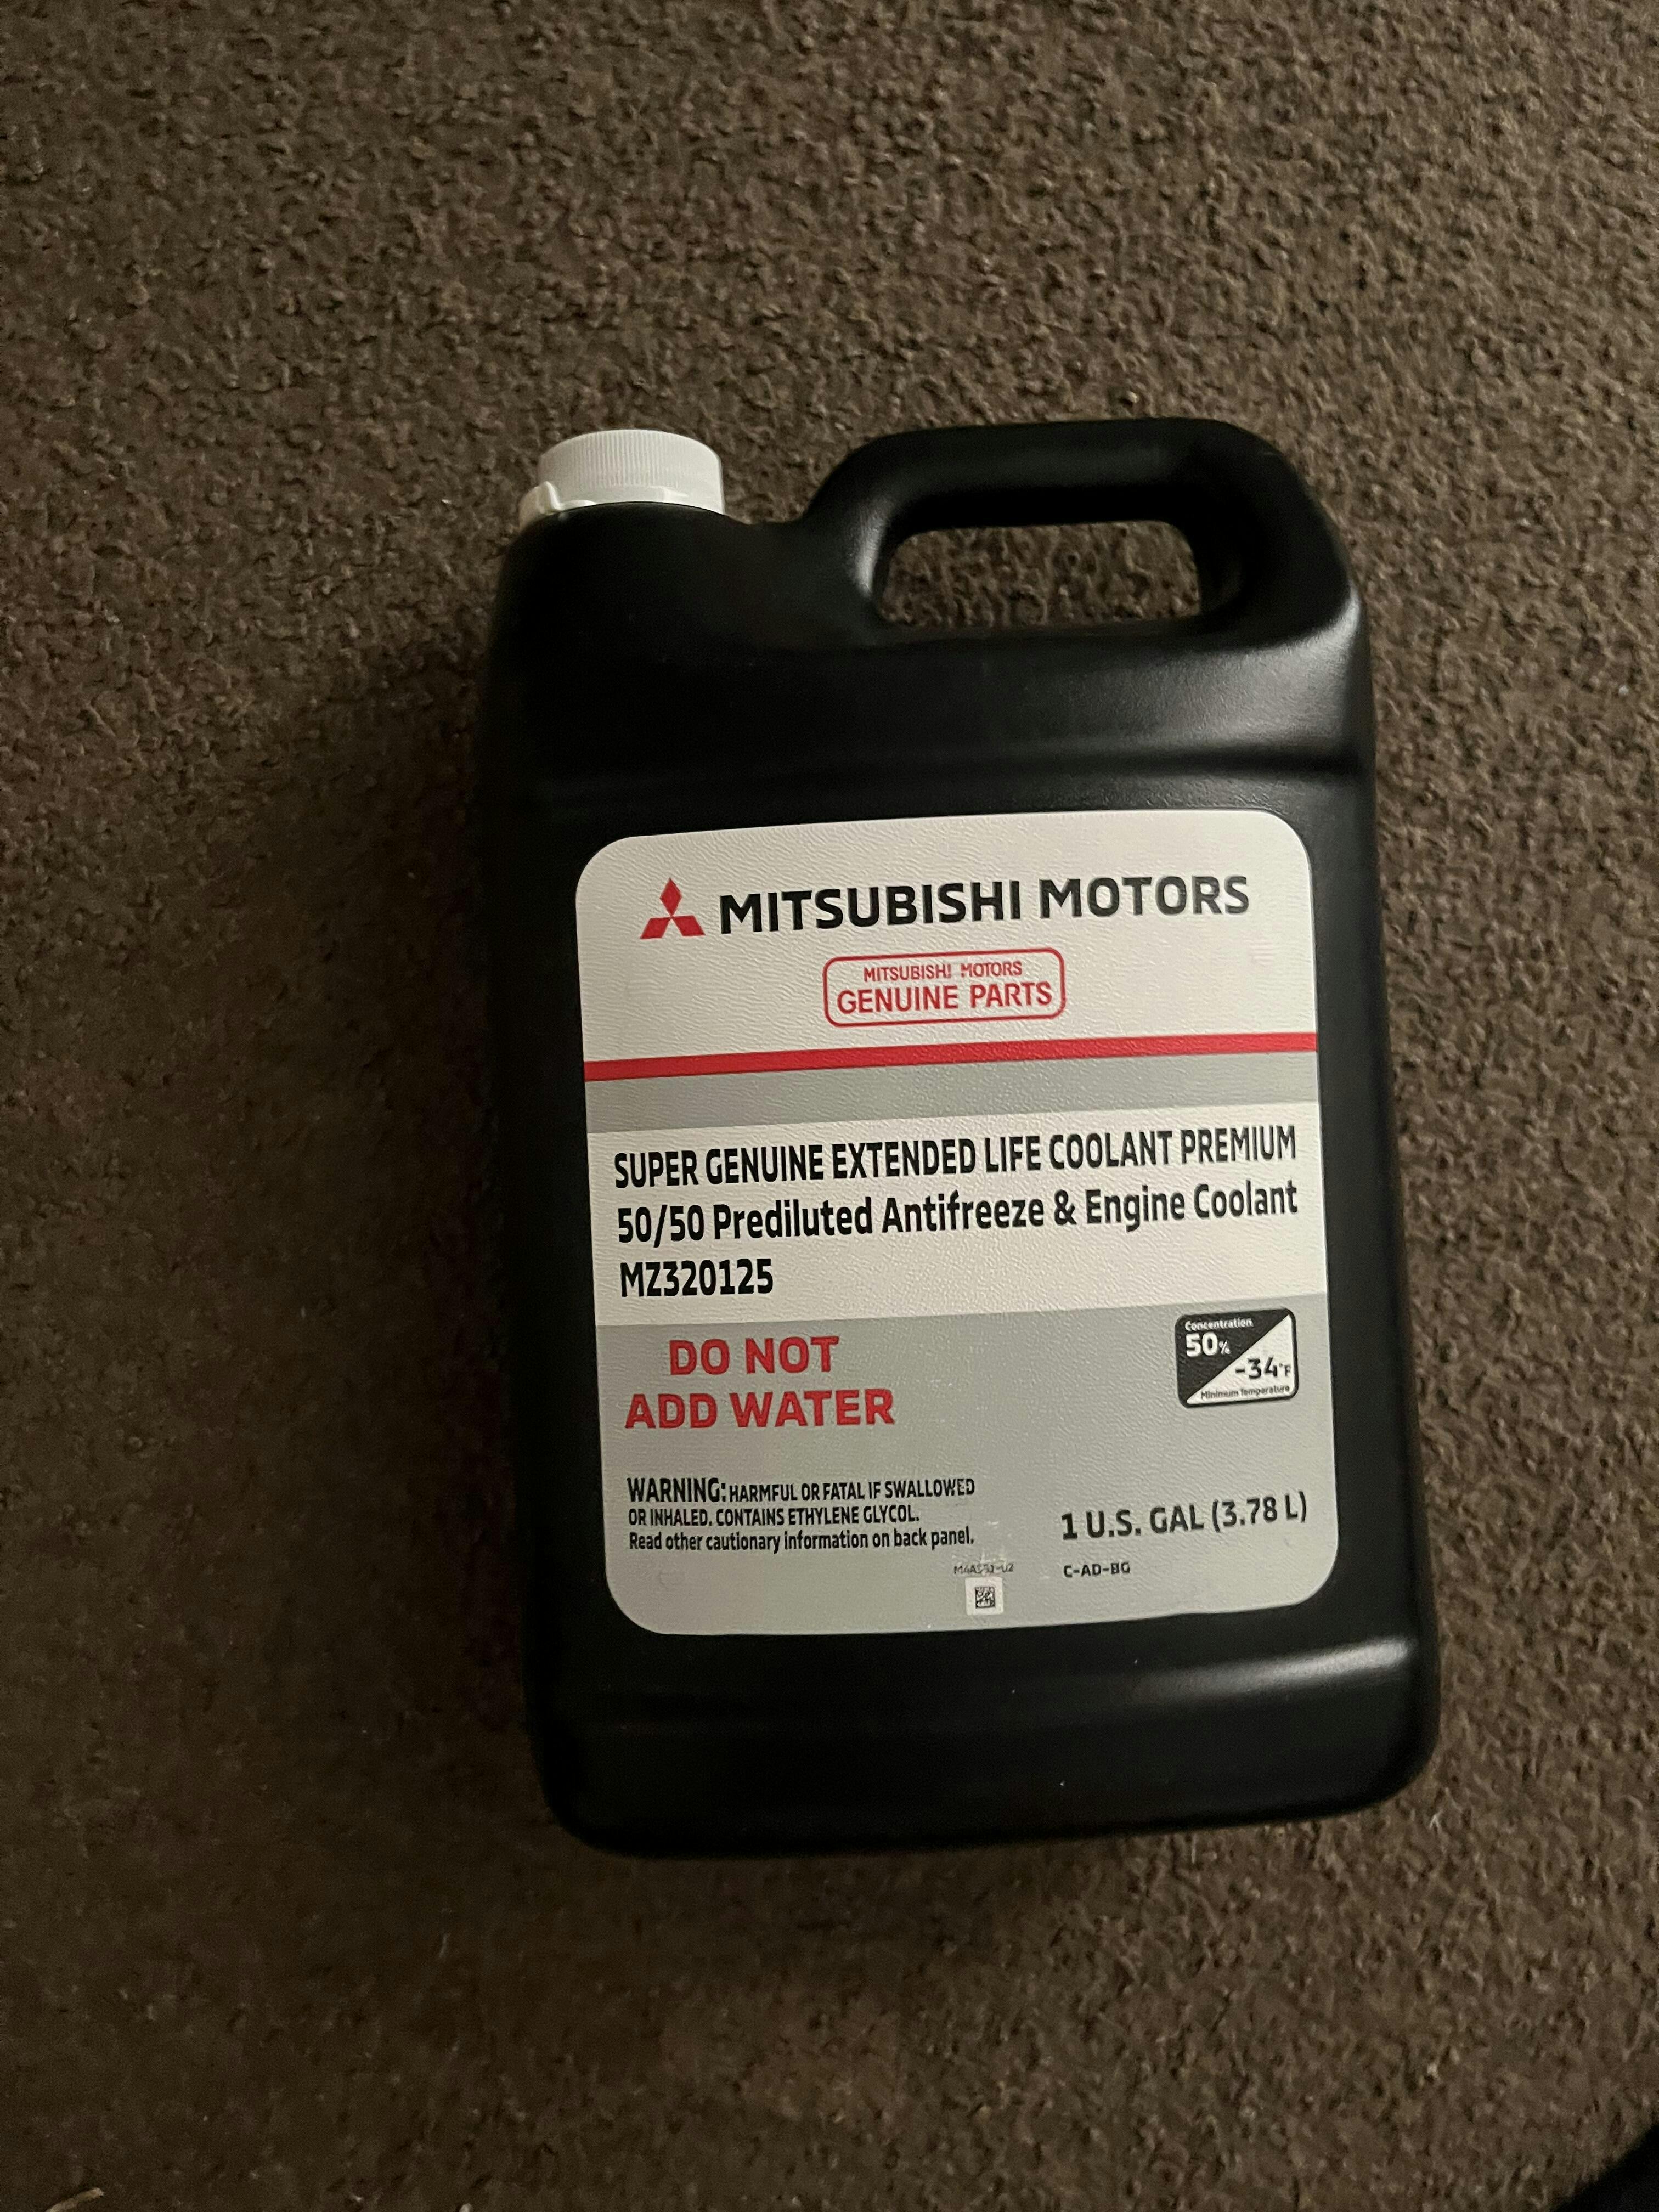 MITSUBISHI MOTORS
MITSUBISHI MOTORS
GENUINE PARTS
SUPER GENUINE EXTENDED LIFE COOLANT PREMIUM
50/50 Prediluted Antifreeze & Engine Coolant
MZ320125
DO NOT
ADD WATER
Concentration
50%
-34°F
Minimum Temperature
WARNING: HARMFUL OR FATAL IF SWALLOWED
OR INHALED. CONTAINS ETHYLENE GLYCOL.
Read other cautionary information on back panel.
1 U.S. GAL (3.78 L)
C-AD-BG